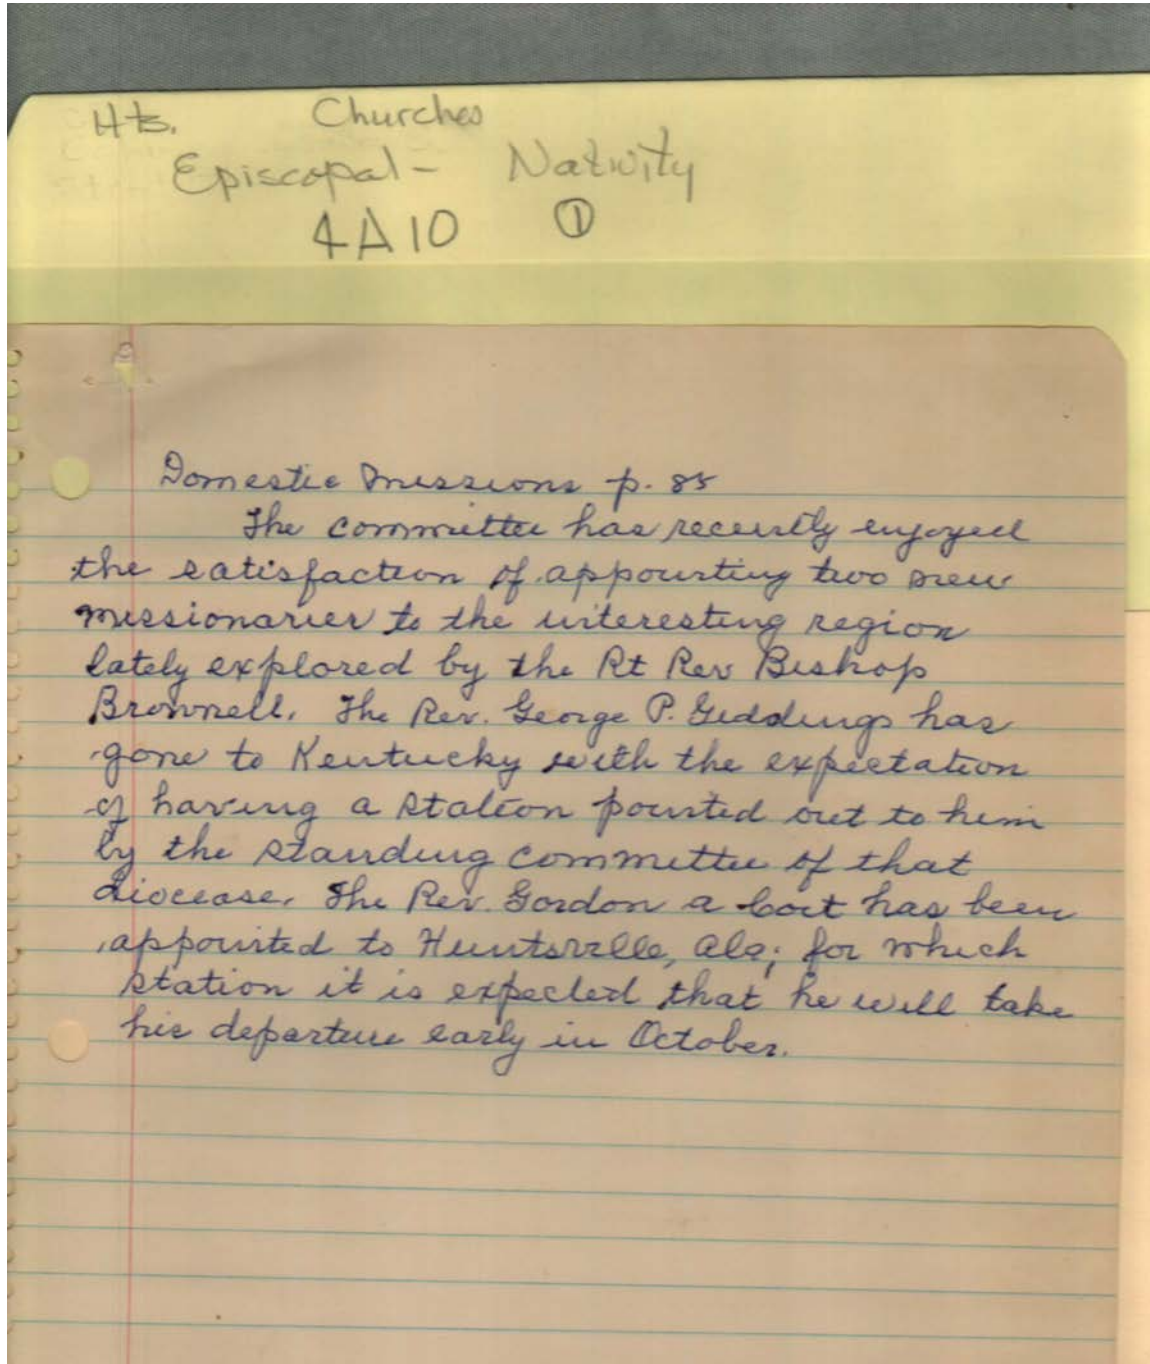 Hts. Churches
Episcopal - Nativity
4A10 ①
Domestic Missions p. 85
The committee has recently enjoyed
the satisfaction of appointing two new
missionaries to the interesting region
lately explored by the Rt Rev Bishop
Brownell. The Rev. George P. Giddings has
gone to Kentucky with the expectation
of having a station pointed out to him
by the standing committee of that
diocease. The Rev. Gordon a Coit has been
appointed to Huntsville, Ala; for which
station it is expected that he will take
his departure early in October.